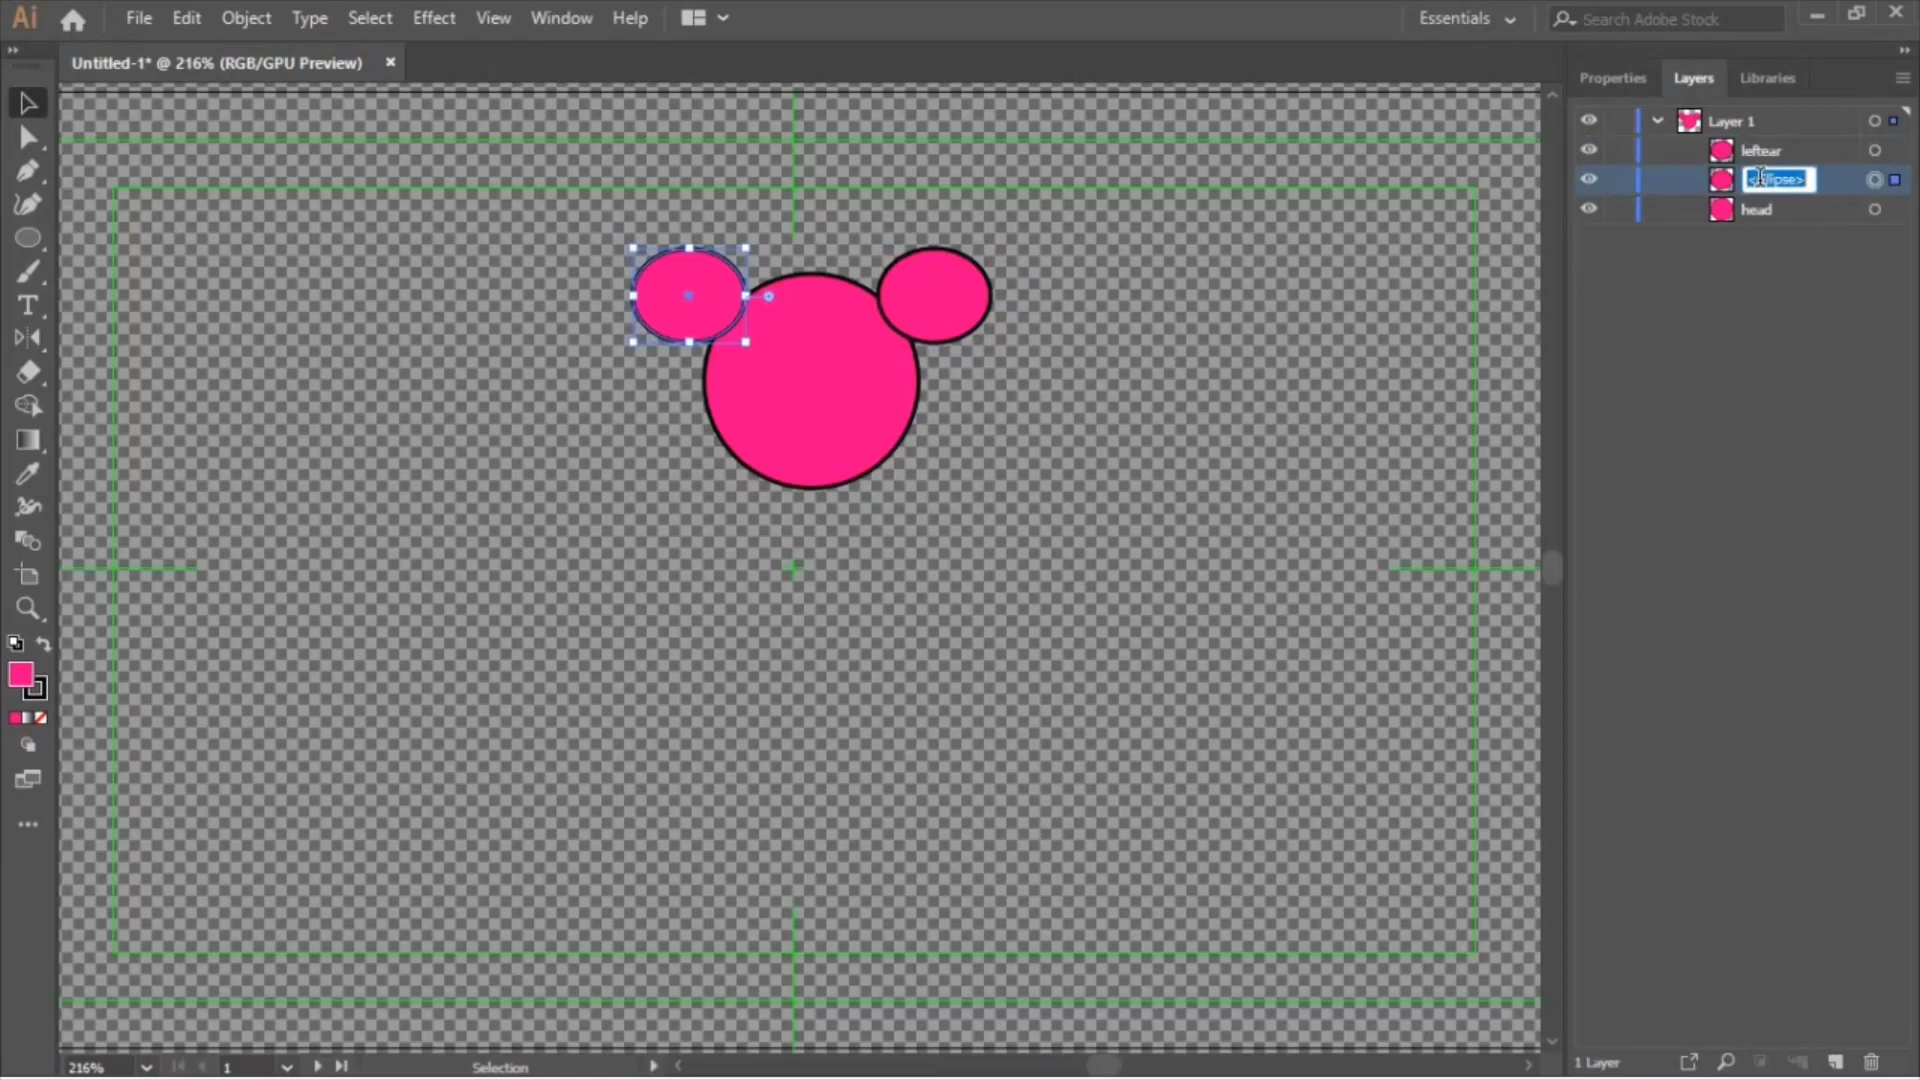 Ai File Edit Object Type Select Effect View Window Help Essentials Search Adobe Stock
Untitled-1* @ 216% (RGB/GPU Preview)
Properties Layers Libraries
Layer 1
leftear
<Ellipse>
head
T
216% 1 Selection 1 Layer